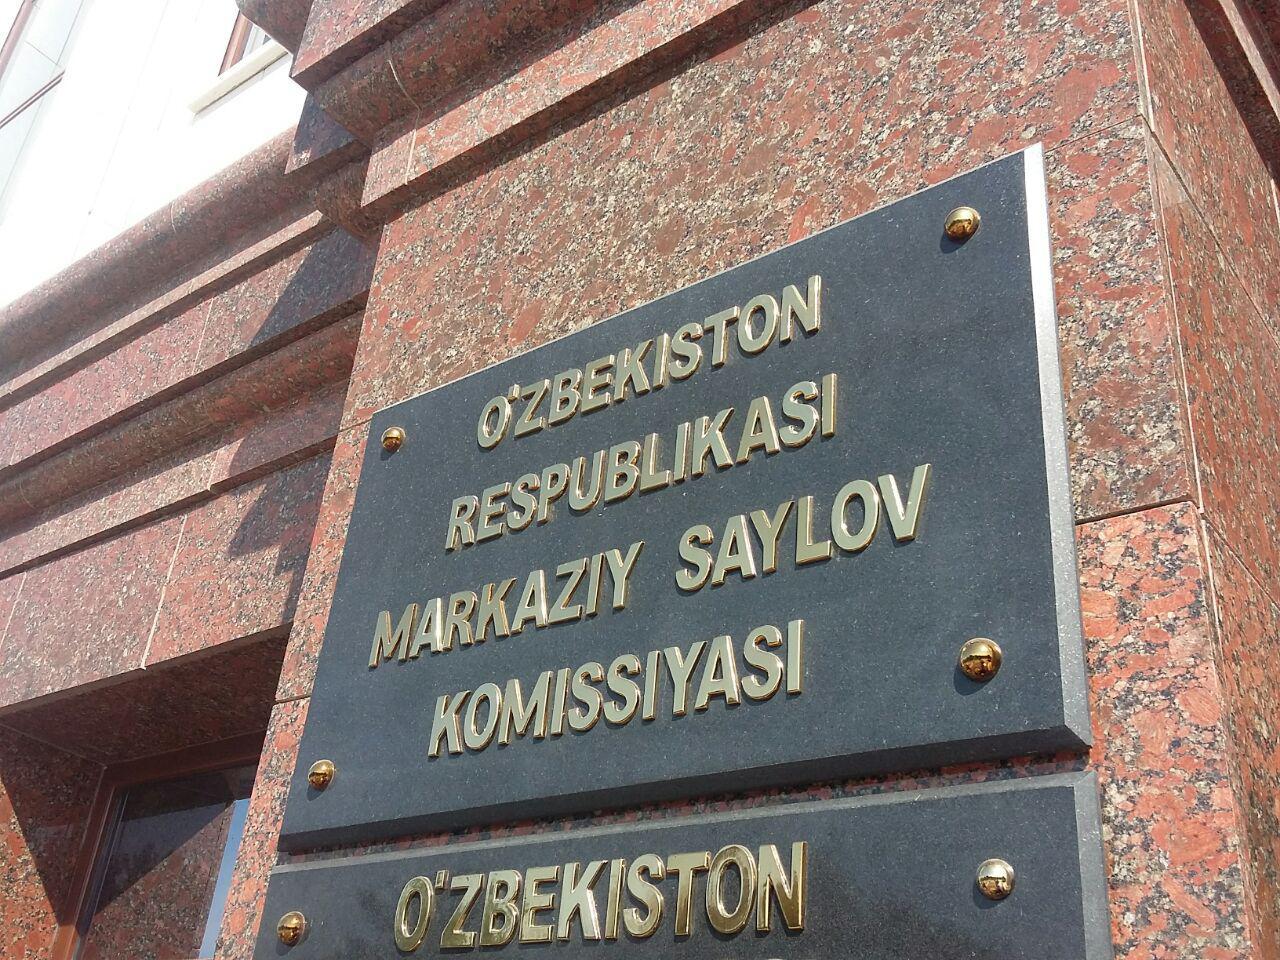 O'ZBEKISTON
RESPUBLIKASI
MARKAZIY SAYLOV
KOMISSIYASI
O'ZBEKISTON